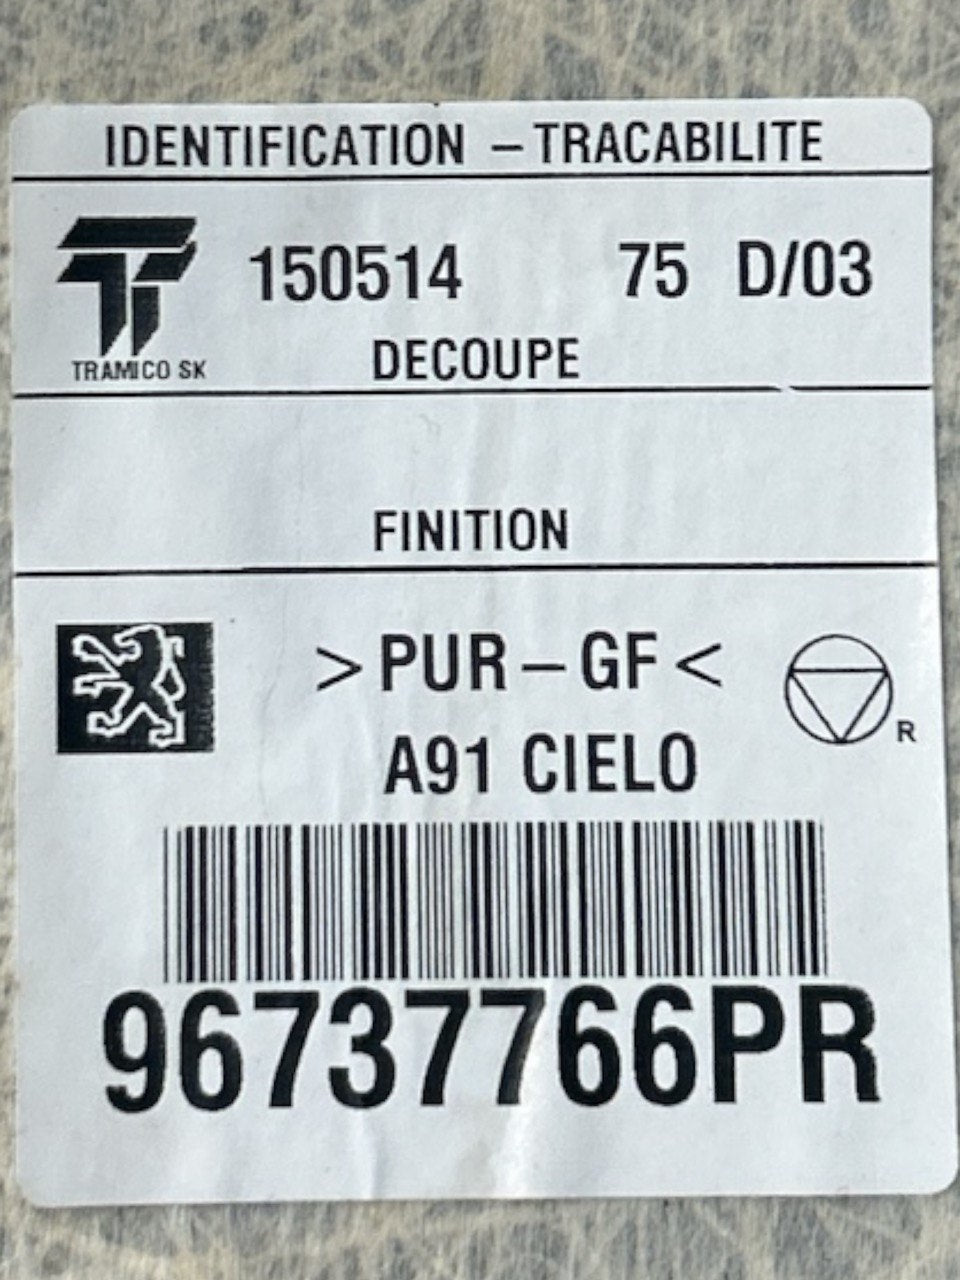 IDENTIFICATION – TRACABILITE
150514 75 D/03
TRAMICO SK
DECOUPE
FINITION
>PUR–GF<
R
A91 CIELO
96737766PR